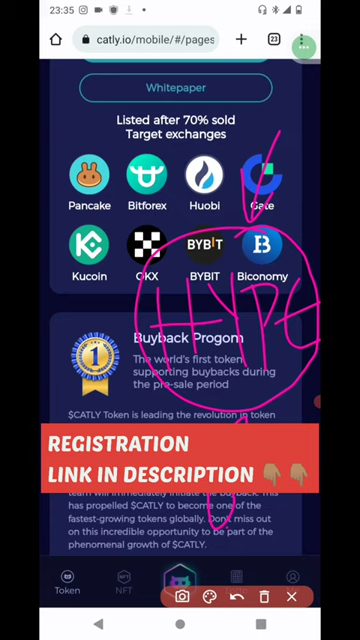 23:35
catly.io/mobile/#/pages
23
Whitepaper
Listed after 70% sold
Target exchanges
Pancake Bitforex Huobi Gate
BYBIT
Kucoin OKX BYBIT Biconomy
HYPE
Buyback Progom
The world's first token
supporting buybacks during
the pre-sale period
$CATLY Token is leading the revolution in token
REGISTRATION
LINK IN DESCRIPTION 👇🏽👇🏽
team will immediately initiate the buyback. This
has propelled $CATLY to become one of the
fastest-growing tokens globally. Don't miss out
on this incredible opportunity to be part of the
phenomenal growth of $CATLY.
Token NFT